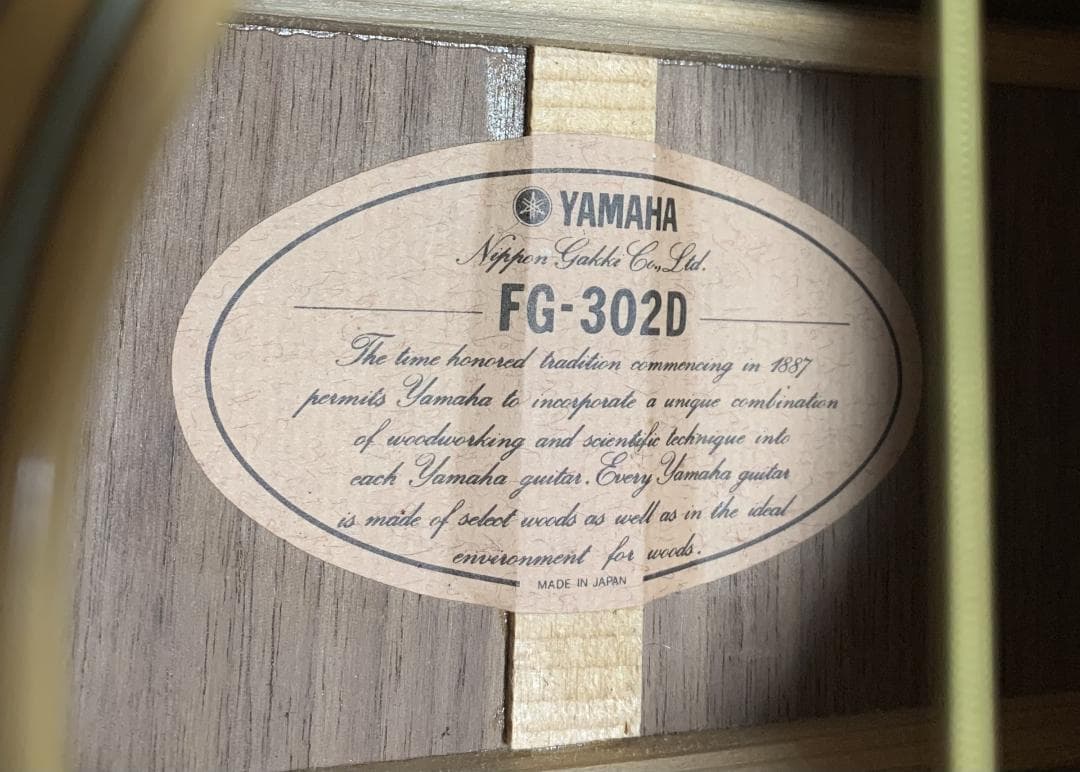 YAMAHA
Nippon Gakki Co., Ltd.
FG-302D
The time honored tradition commencing in 1887
permits Yamaha to incorporate a unique combination
of woodworking and scientific technique into
each Yamaha guitar. Every Yamaha guitar
is made of select woods as well as in the ideal
environment for woods.
MADE IN JAPAN